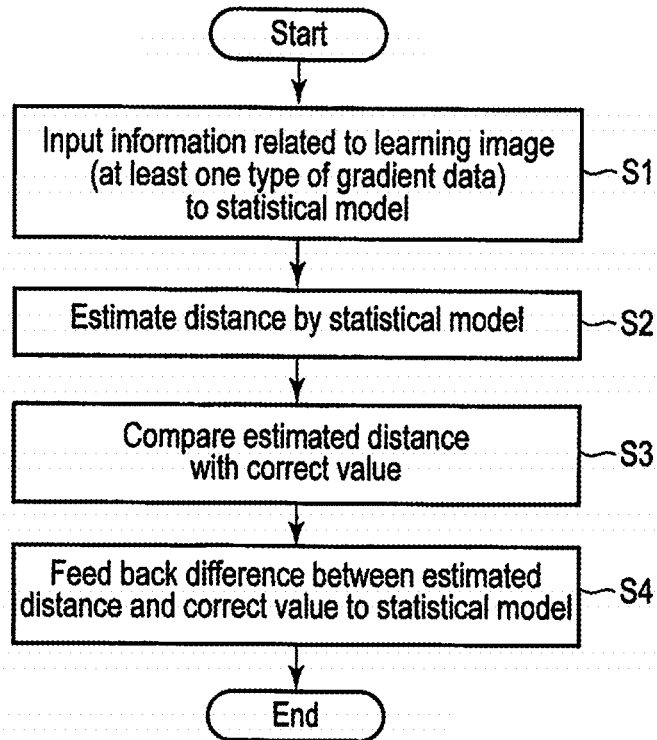 Start
Input information related to learning image
(at least one type of gradient data)
to statistical model
S1
Estimate distance by statistical model
S2
Compare estimated distance
with correct value
S3
Feed back difference between estimated
distance and correct value to statistical model
S4
End